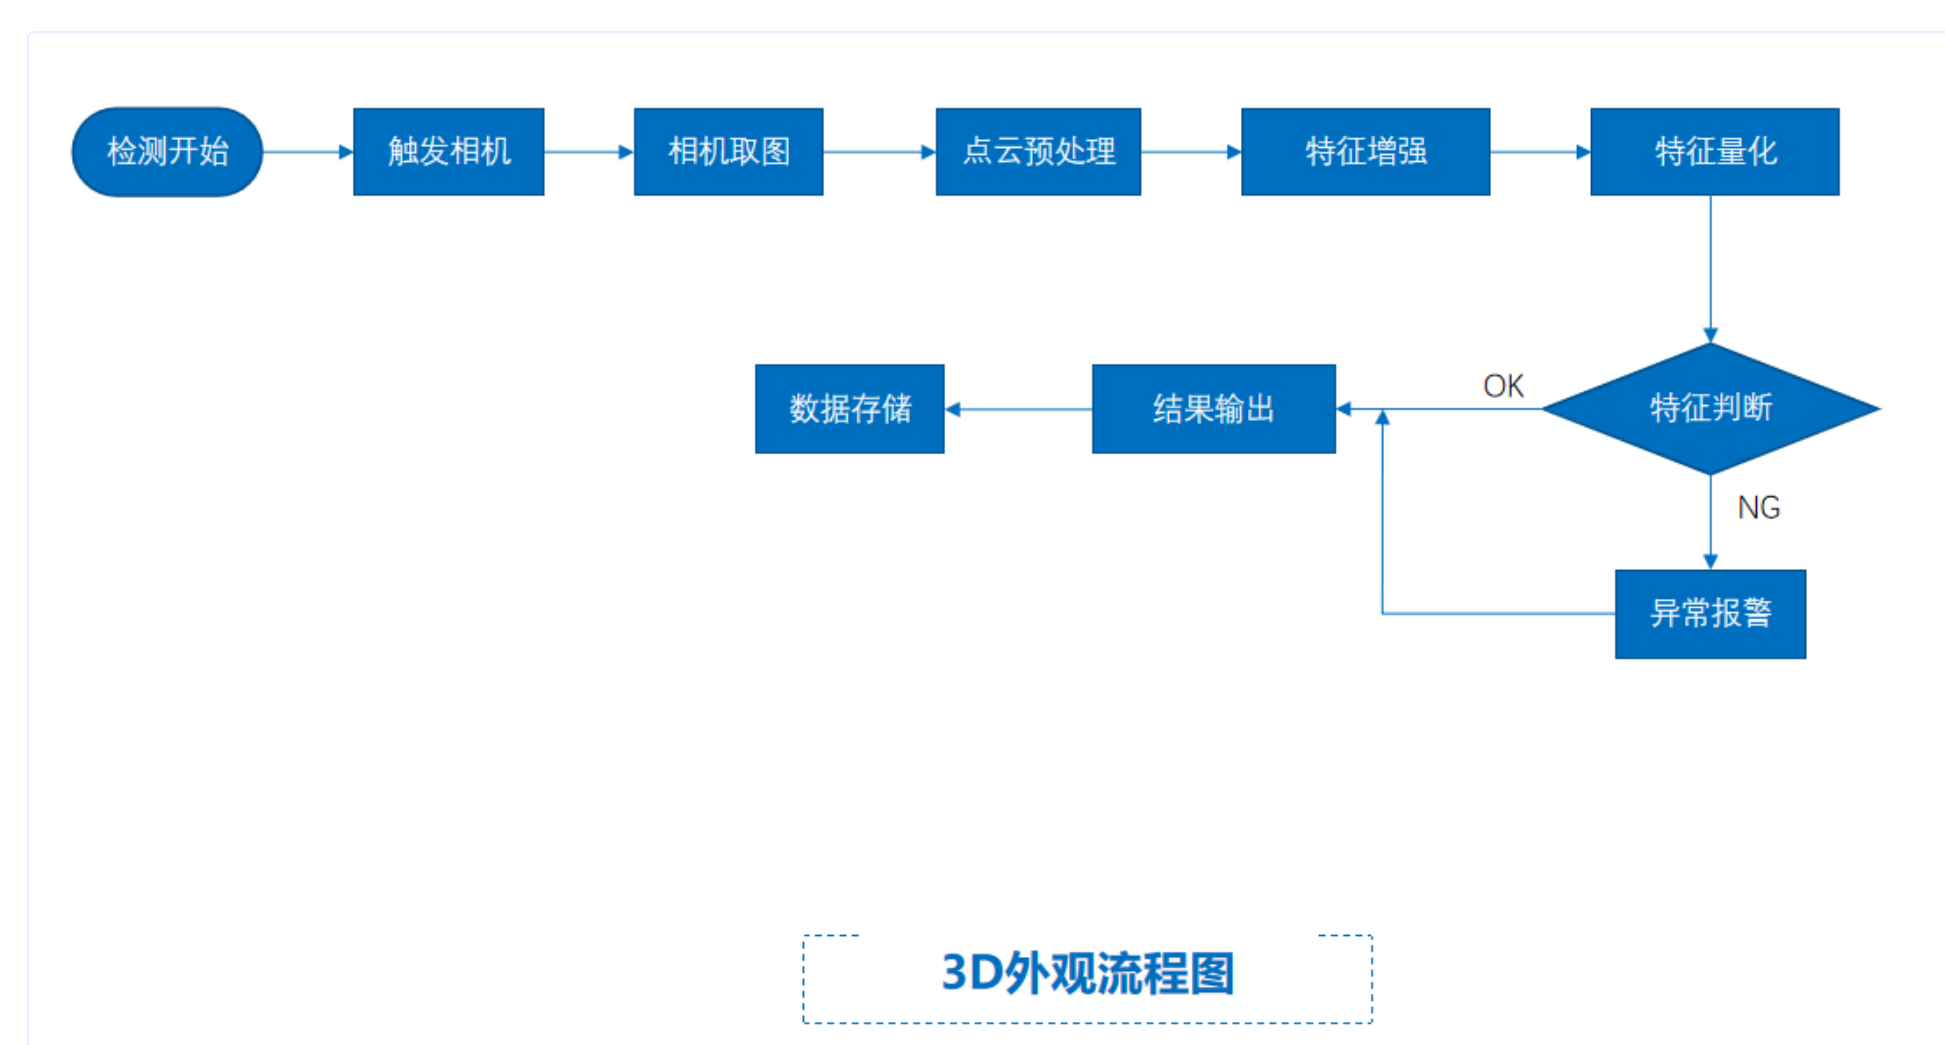 检测开始
触发相机
相机取图
点云预处理
特征增强
特征量化
特征判断
OK
结果输出
数据存储
NG
异常报警
3D外观流程图